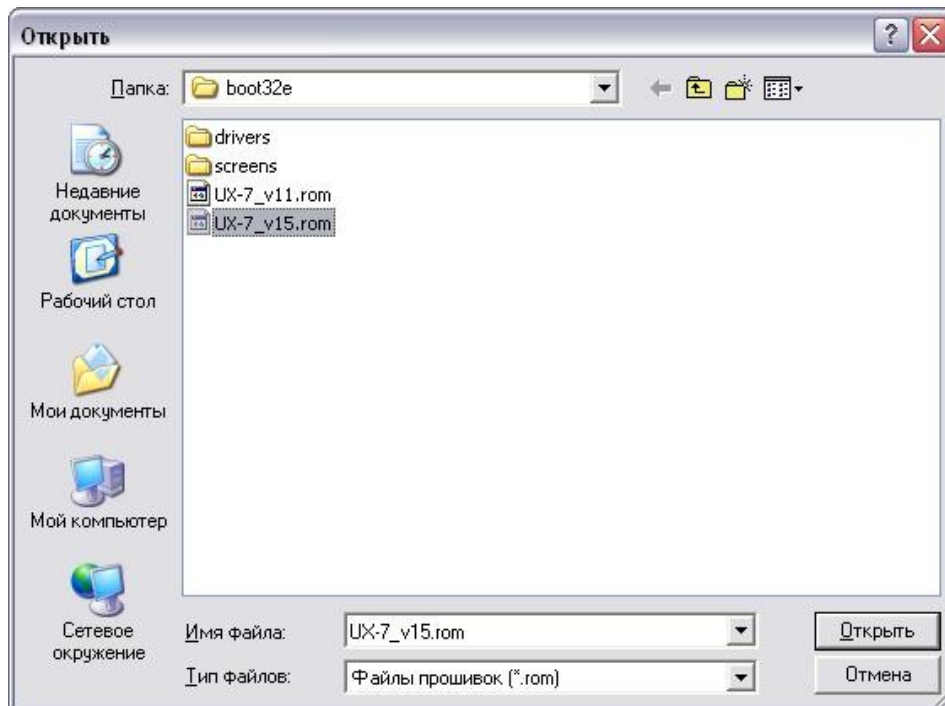 Открыть
Папка:
boot32e
drivers
screens
UX-7_v11.rom
UX-7_v15.rom
Недавние
документы
Рабочий стол
Мои документы
Мой компьютер
Сетевое
окружение
Имя файла:
UX-7_v15.rom
Открыть
Тип файлов:
Файлы прошивок (*.rom)
Отмена